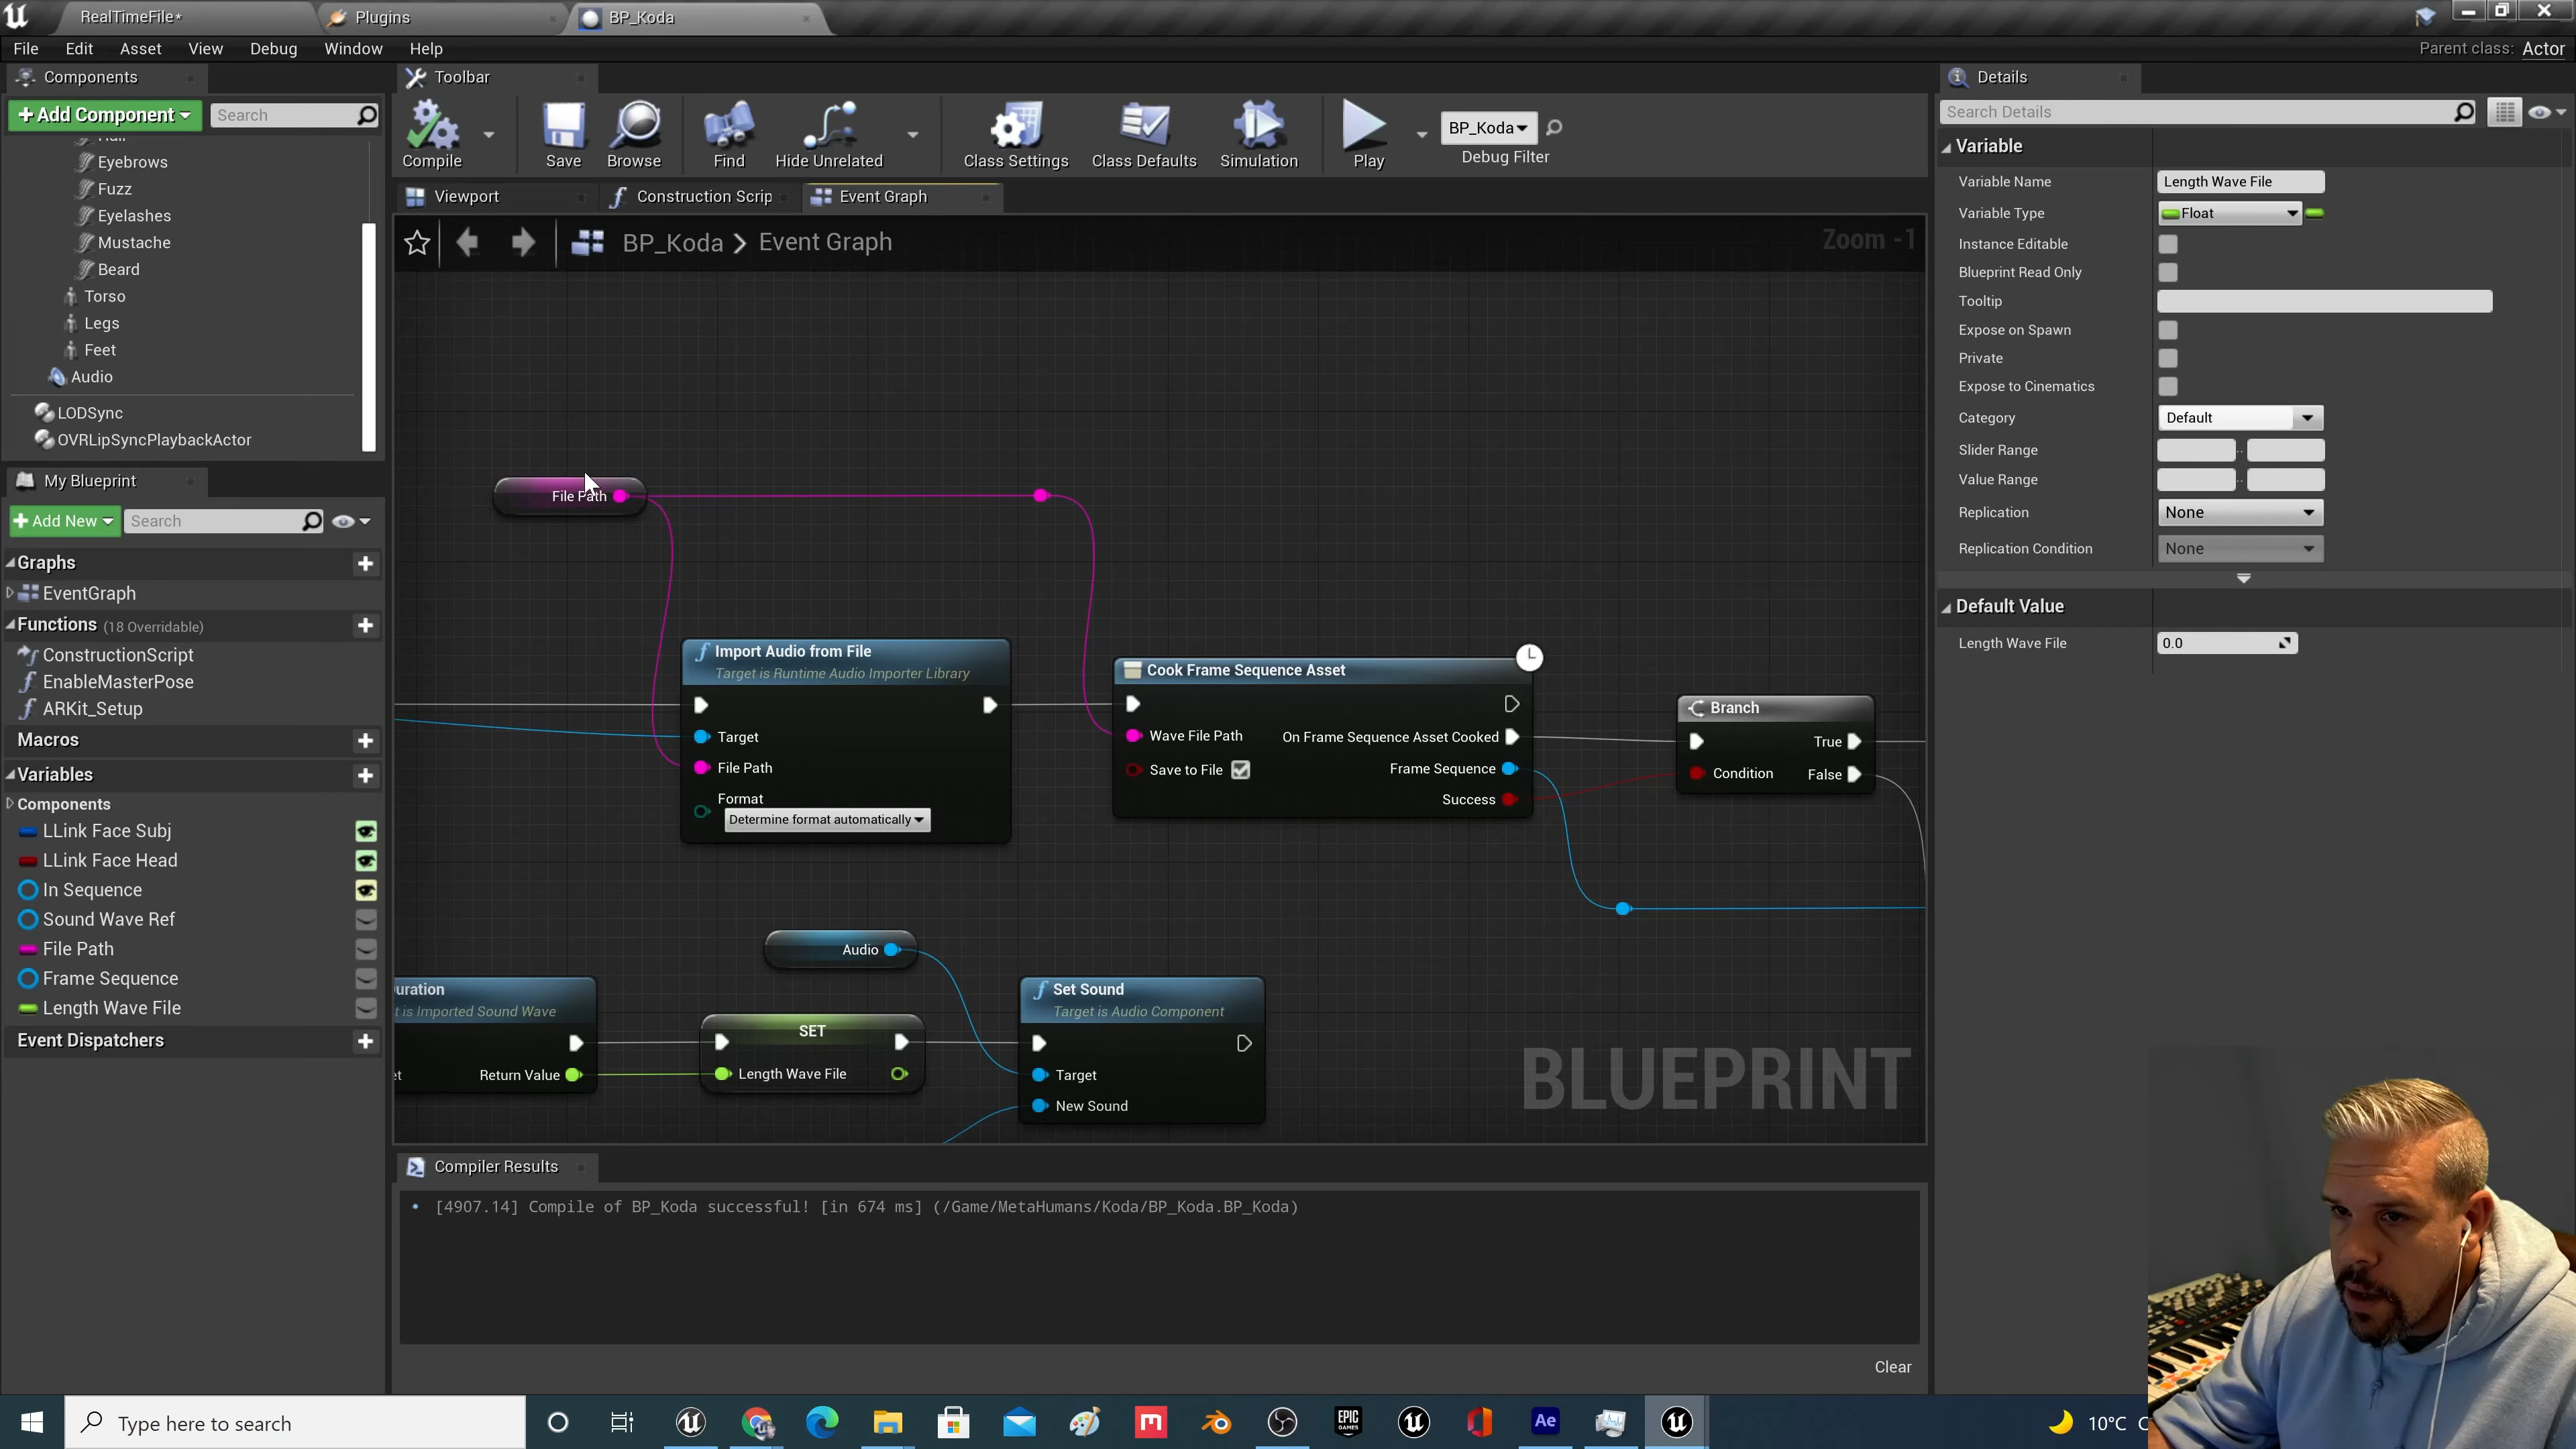 RealTimeFile*
Plugins
BP_Koda
File Edit Asset View Debug Window Help
Parent class: Actor
Components
+ Add Component
Search
Eyebrows
Fuzz
Eyelashes
Mustache
Beard
Torso
Legs
Feet
Audio
LODSync
OVRLipSyncPlaybackActor
My Blueprint
+ Add New
Search
Graphs
EventGraph
Functions (18 Overridable)
ConstructionScript
EnableMasterPose
ARKit_Setup
Macros
Variables
Components
LLink Face Subj
LLink Face Head
In Sequence
Sound Wave Ref
File Path
Frame Sequence
Length Wave File
Event Dispatchers
Toolbar
Compile
Save
Browse
Find
Hide Unrelated
Class Settings
Class Defaults
Simulation
Play
BP_Koda
Debug Filter
Viewport
Construction Scrip
Event Graph
BP_Koda > Event Graph
Zoom -1
File Path
Import Audio from File
Target is Runtime Audio Importer Library
Target
File Path
Format
Determine format automatically
Cook Frame Sequence Asset
Wave File Path
On Frame Sequence Asset Cooked
Save to File
Frame Sequence
Success
Branch
True
Condition
False
Audio
uration
t is Imported Sound Wave
et
Return Value
SET
Length Wave File
Set Sound
Target is Audio Component
Target
New Sound
BLUEPRINT
Compiler Results
[4907.14] Compile of BP_Koda successful! [in 674 ms] (/Game/MetaHumans/Koda/BP_Koda.BP_Koda)
Clear
Details
Search Details
Variable
Variable Name
Length Wave File
Variable Type
Float
Instance Editable
Blueprint Read Only
Tooltip
Expose on Spawn
Private
Expose to Cinematics
Category
Default
Slider Range
Value Range
Replication
None
Replication Condition
None
Default Value
Length Wave File
0.0
Type here to search
EPIC GAMES
Ae
10°C C